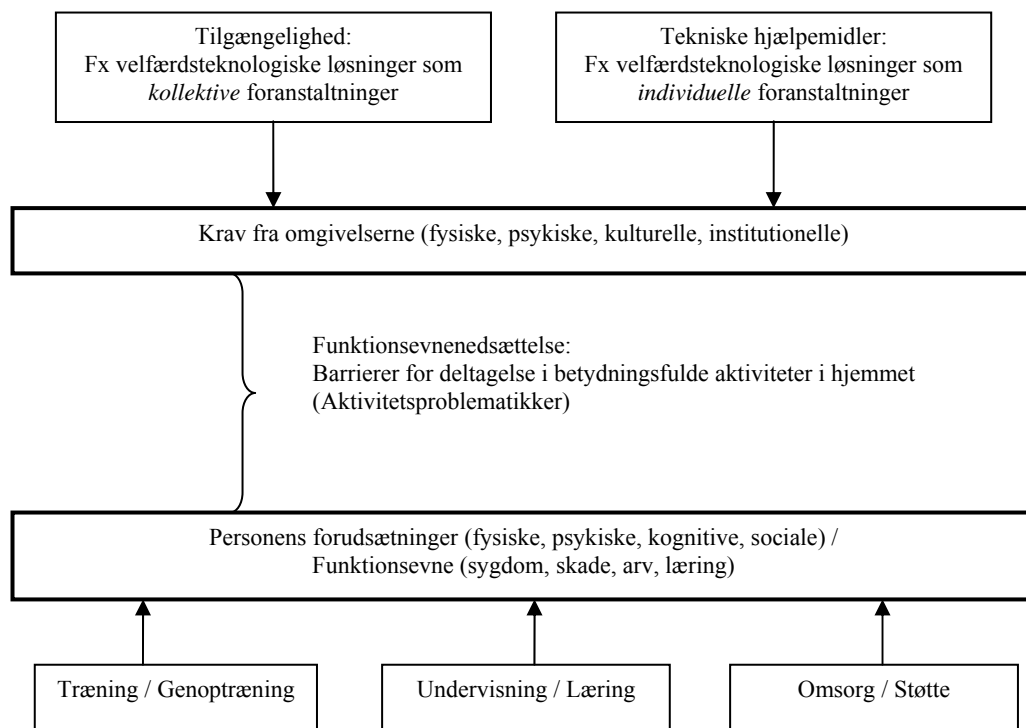 Tilgængelighed:
Fx velfærdsteknologiske løsninger som
kollektive foranstaltninger
Tekniske hjælpemidler:
Fx velfærdsteknologiske løsninger som
individuelle foranstaltninger
Krav fra omgivelserne (fysiske, psykiske, kulturelle, institutionelle)
Funktionsevnenedsættelse:
Barrierer for deltagelse i betydningsfulde aktiviteter i hjemmet
(Aktivitetsproblematikker)
Personens forudsætninger (fysiske, psykiske, kognitive, sociale) /
Funktionsevne (sygdom, skade, arv, læring)
Træning / Genoptræning
Undervisning / Læring
Omsorg / Støtte